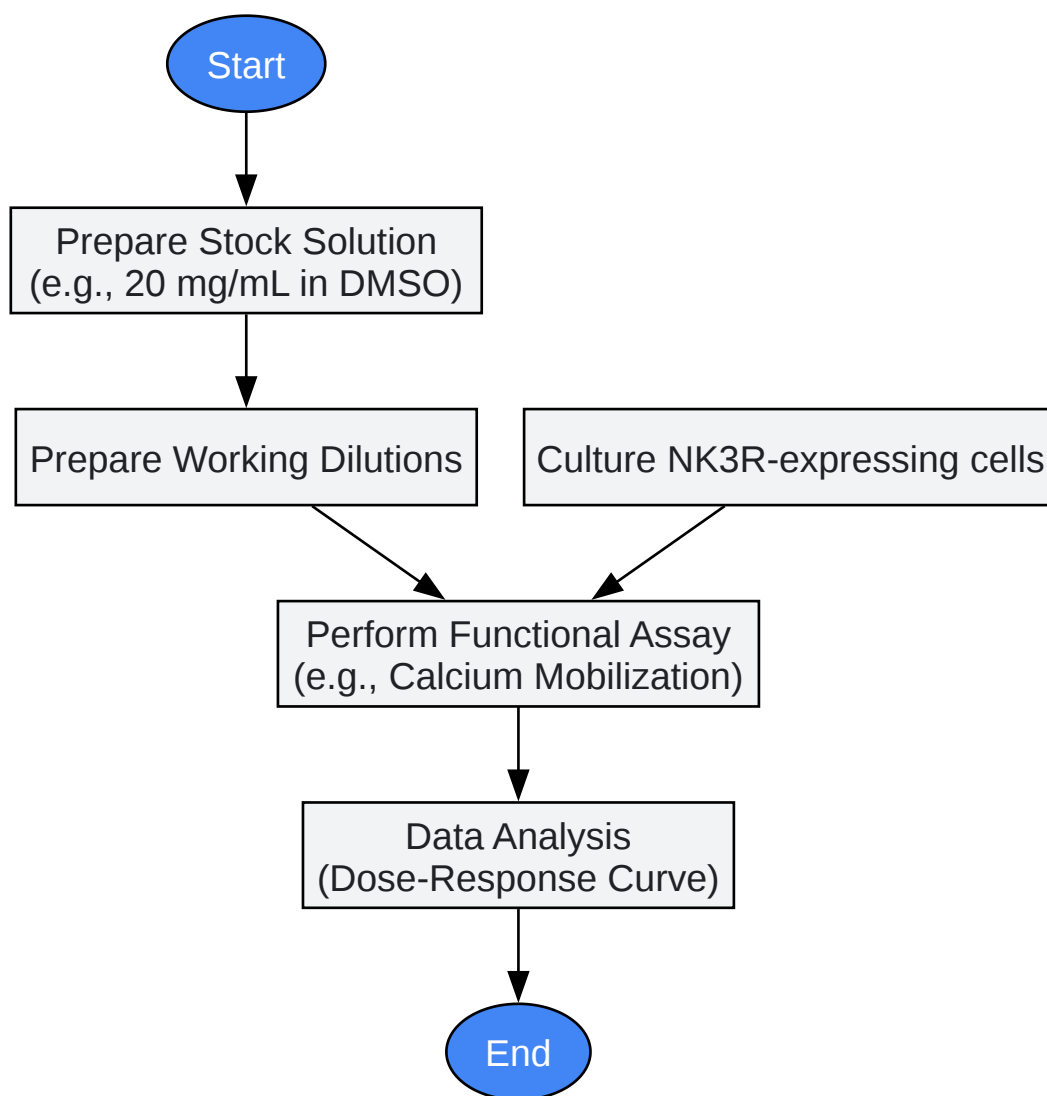 Start
Prepare Stock Solution
(e.g., 20 mg/mL in DMSO)
Prepare Working Dilutions
Culture NK3R-expressing cells
Perform Functional Assay
(e.g., Calcium Mobilization)
Data Analysis
(Dose-Response Curve)
End